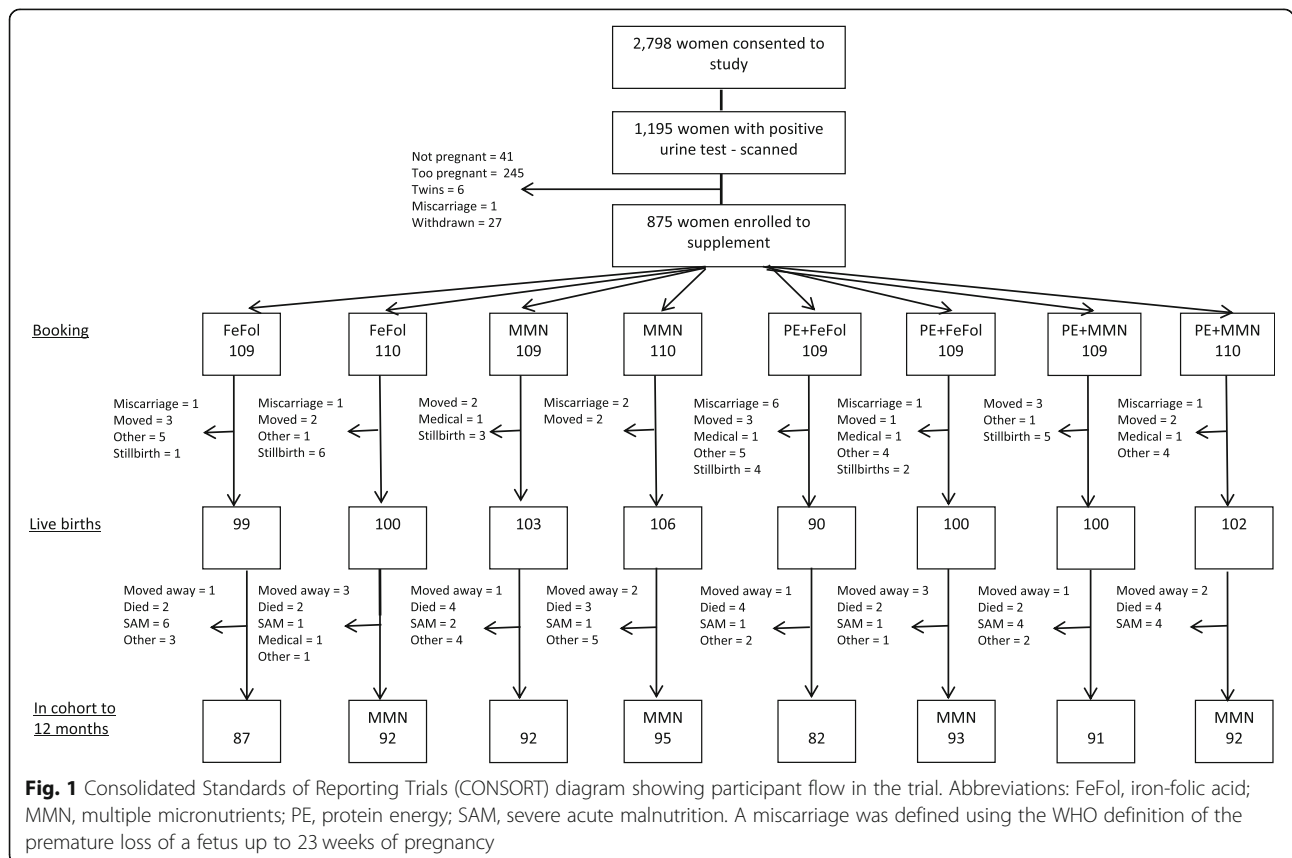 2,798 women consented to
study
1,195 women with positive
urine test - scanned
Not pregnant = 41
Too pregnant = 245
Twins = 6
Miscarriage = 1
Withdrawn = 27
875 women enrolled to
supplement
Booking
FeFol
109
FeFol
110
MMN
109
MMN
110
PE+FeFol
109
PE+FeFol
109
PE+MMN
109
PE+MMN
110
Miscarriage = 1
Moved = 3
Other = 5
Stillbirth = 1
Miscarriage = 1
Moved = 2
Other = 1
Stillbirth = 6
Moved = 2
Medical = 1
Stillbirth = 3
Miscarriage = 2
Moved = 2
Miscarriage = 6
Moved = 3
Medical = 1
Other = 5
Stillbirth = 4
Miscarriage = 1
Moved = 1
Medical = 1
Other = 4
Stillbirths = 2
Moved = 3
Other = 1
Stillbirth = 5
Miscarriage = 1
Moved = 2
Medical = 1
Other = 4
Live births
99
100
103
106
90
100
100
102
Moved away = 1
Died = 2
SAM = 6
Other = 3
Moved away = 3
Died = 2
SAM = 1
Medical = 1
Other = 1
Moved away = 1
Died = 4
SAM = 2
Other = 4
Moved away = 2
Died = 3
SAM = 1
Other = 5
Moved away = 1
Died = 4
SAM = 1
Other = 2
Moved away = 3
Died = 2
SAM = 1
Other = 1
Moved away = 1
Died = 2
SAM = 4
Other = 2
Moved away = 2
Died = 4
SAM = 4
In cohort to
12 months
87
MMN
92
92
MMN
95
82
MMN
93
91
MMN
92
Fig. 1 Consolidated Standards of Reporting Trials (CONSORT) diagram showing participant flow in the trial. Abbreviations: FeFol, iron-folic acid;
MMN, multiple micronutrients; PE, protein energy; SAM, severe acute malnutrition. A miscarriage was defined using the WHO definition of the
premature loss of a fetus up to 23 weeks of pregnancy